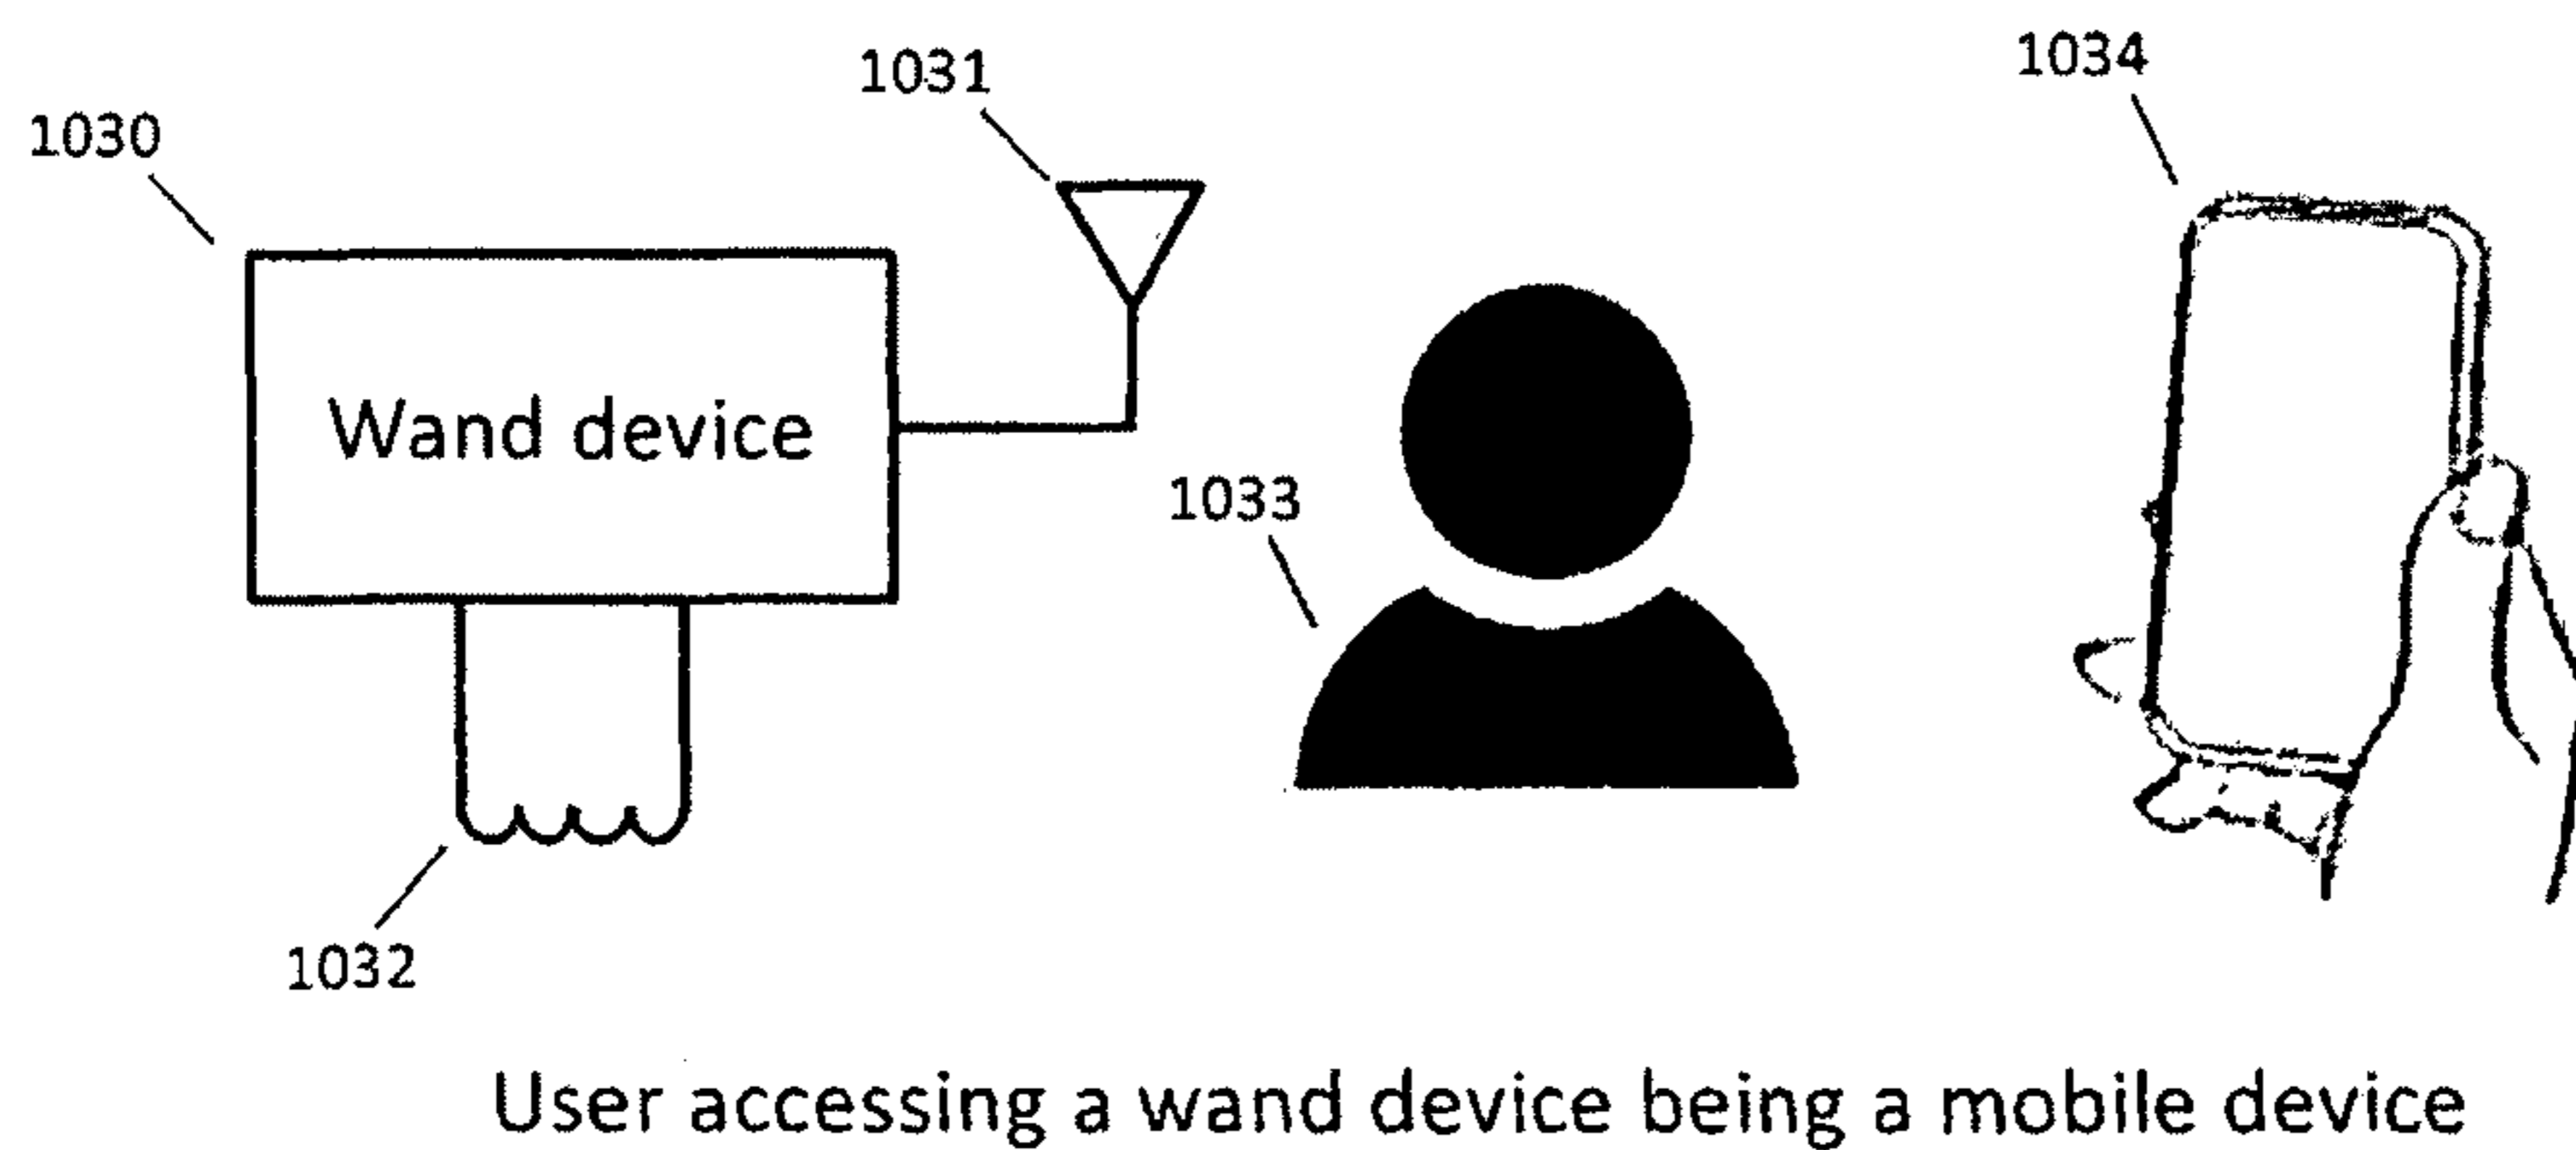 1034
1031
1030
Wand device
1033
1032
User accessing a wand device being a mobile device